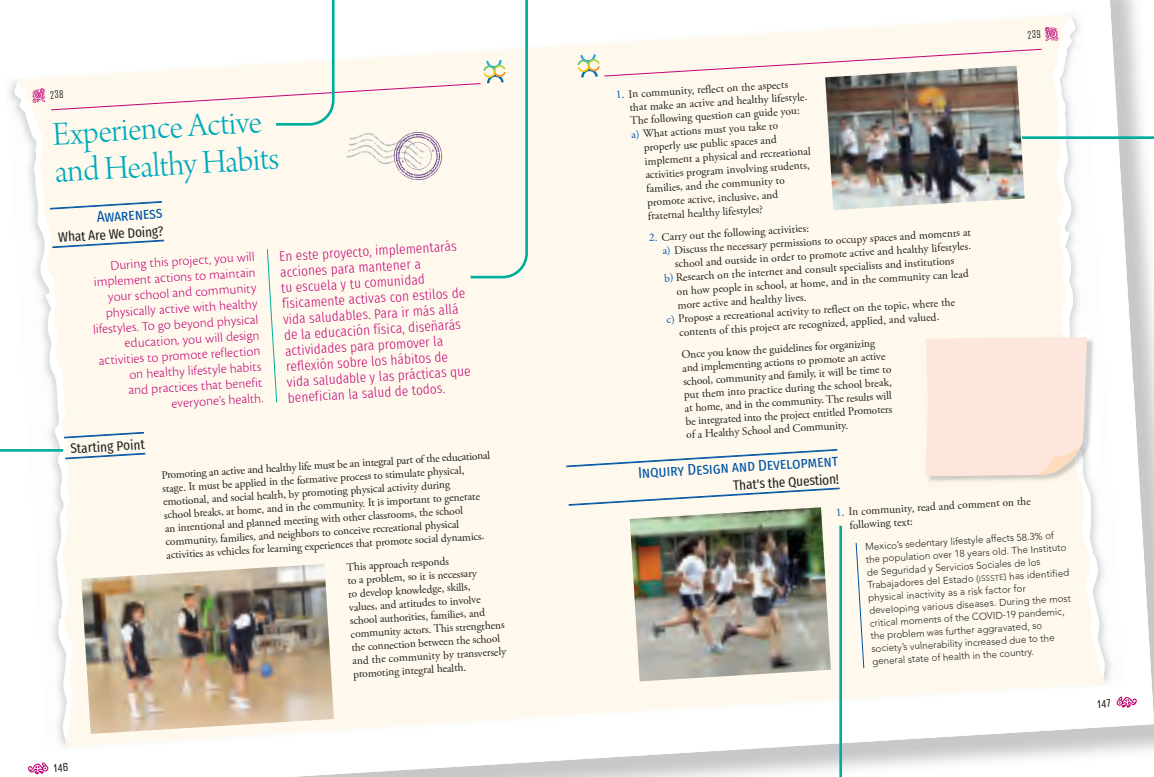 238
Experience Active
and Healthy Habits
AWARENESS
What Are We Doing?
During this project, you will
implement actions to maintain
your school and community
physically active with healthy
lifestyles. To go beyond physical
education, you will design
activities to promote reflection
on healthy lifestyle habits
and practices that benefit
everyone's health.
En este proyecto, implementarás
acciones para mantener a
tu escuela y tu comunidad
físicamente activas con estilos de
vida saludables. Para ir más allá
de la educación física, diseñarás
actividades para promover la
reflexión sobre los hábitos de
vida saludable y las prácticas que
benefician la salud de todos.
Starting Point
Promoting an active and healthy life must be an integral part of the educational
stage. It must be applied in the formative process to stimulate physical,
emotional, and social health, by promoting physical activity during
school breaks, at home, and in the community. It is important to generate
an intentional and planned meeting with other classrooms, the school
community, families, and neighbors to conceive recreational physical
activities as vehicles for learning experiences that promote social dynamics.
This approach responds
to a problem, so it is necessary
to develop knowledge, skills,
values, and attitudes to involve
school authorities, families, and
community actors. This strengthens
the connection between the school
and the community by transversely
promoting integral health.
146
239
1. In community, reflect on the aspects
that make an active and healthy lifestyle.
The following question can guide you:
a) What actions must you take to
properly use public spaces and
implement a physical and recreational
activities program involving students,
families, and the community to
promote active, inclusive, and
fraternal healthy lifestyles?
2. Carry out the following activities:
a) Discuss the necessary permissions to occupy spaces and moments at
school and outside in order to promote active and healthy lifestyles.
b) Research on the internet and consult specialists and institutions
on how people in school, at home, and in the community can lead
more active and healthy lives.
c) Propose a recreational activity to reflect on the topic, where the
contents of this project are recognized, applied, and valued.
Once you know the guidelines for organizing
and implementing actions to promote an active
school, community and family, it will be time to
put them into practice during the school break,
at home, and in the community. The results will
be integrated into the project entitled Promoters
of a Healthy School and Community.
INQUIRY DESIGN AND DEVELOPMENT
That's the Question!
1. In community, read and comment on the
following text:
Mexico's sedentary lifestyle affects 58.3% of
the population over 18 years old. The Instituto
de Seguridad y Servicios Sociales de los
Trabajadores del Estado (ISSSTE) has identified
physical inactivity as a risk factor for
developing various diseases. During the most
critical moments of the COVID-19 pandemic,
the problem was further aggravated, so
society's vulnerability increased due to the
general state of health in the country.
147